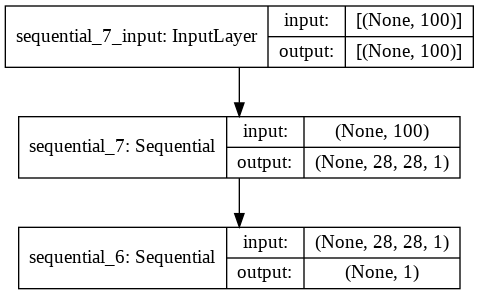 sequential_7_input: InputLayer
input: [(None, 100)]
output: [(None, 100)]
sequential_7: Sequential
input: (None, 100)
output: (None, 28, 28, 1)
sequential_6: Sequential
input: (None, 28, 28, 1)
output: (None, 1)